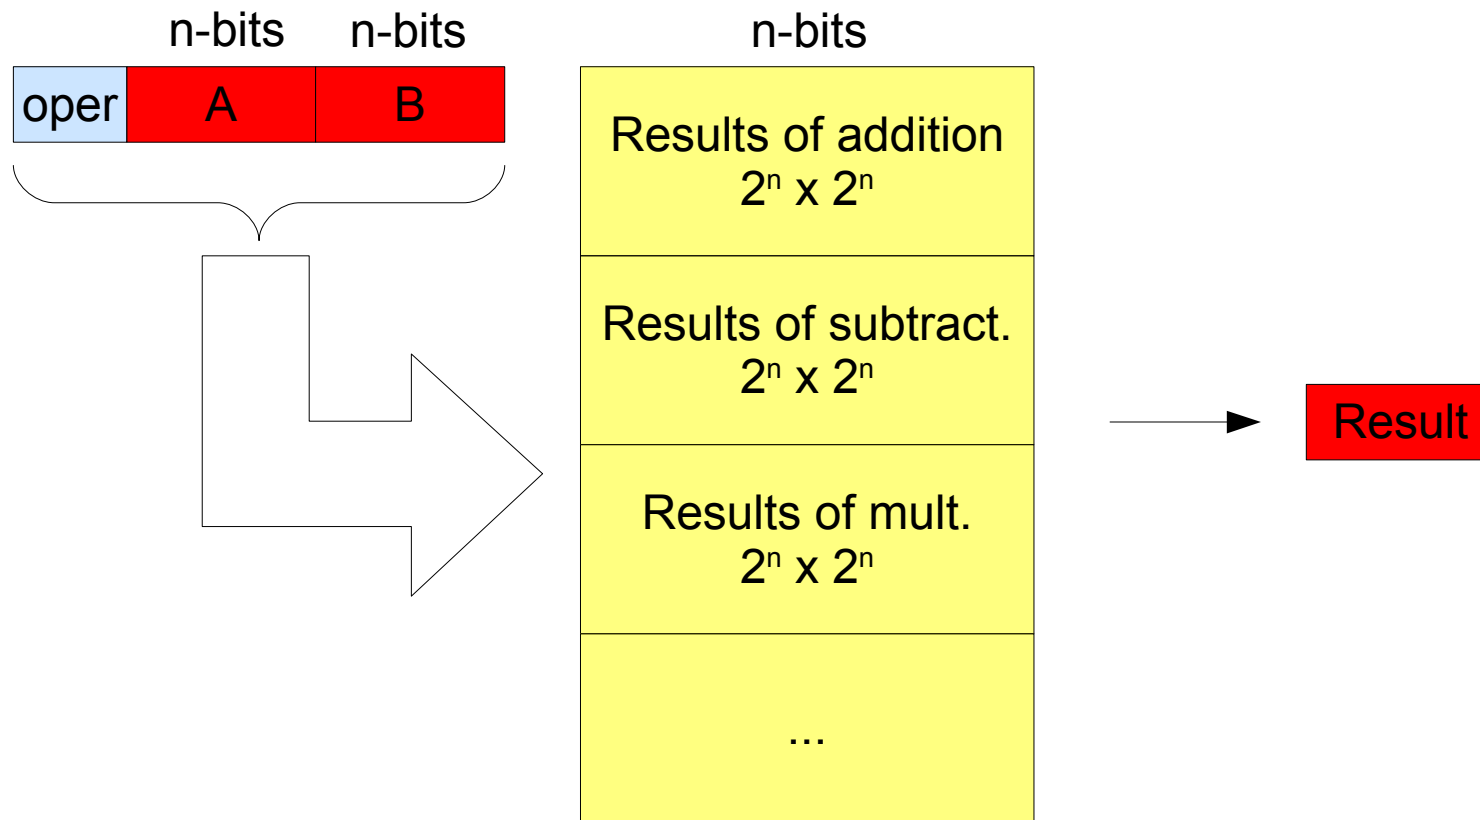 n-bits n-bits n-bits
oper A B
Results of addition
2ⁿ x 2ⁿ
Results of subtract.
2ⁿ x 2ⁿ
Result
Results of mult.
2ⁿ x 2ⁿ
...